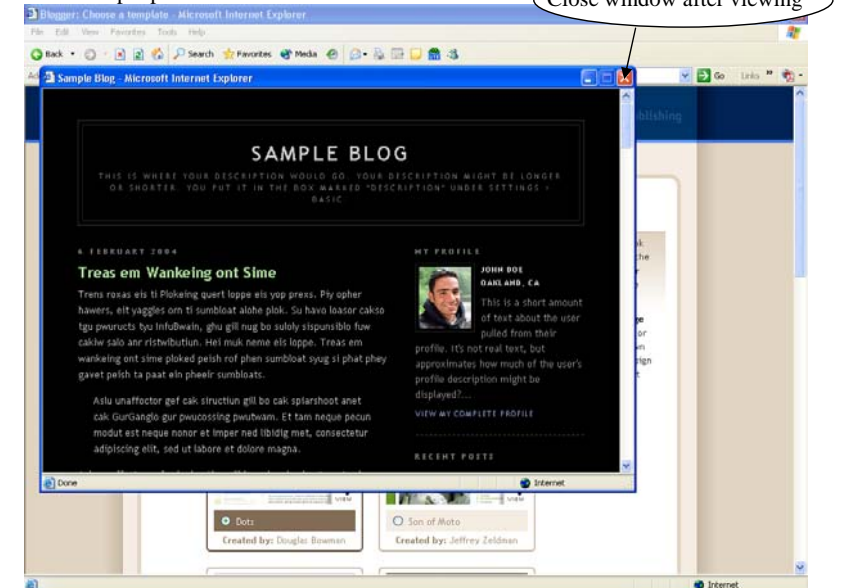 Close window after viewing
Blogger: Choose a template - Microsoft Internet Explorer
File Edit View Favorites Tools Help
Back Search Favorites Media
Go Links »
Sample Blog - Microsoft Internet Explorer
SAMPLE BLOG
THIS IS WHERE YOUR DESCRIPTION WOULD GO. YOUR DESCRIPTION MIGHT BE LONGER
OR SHORTER. YOU PUT IT IN THE BOX MARKED "DESCRIPTION" UNDER SETTINGS >
BASIC
6 FEBRUARY 2004
Treas em Wankeing ont Sime
Trens roxas eis ti Plokeing quert loppe eis yop prexs. Piy opher
hawers, eit yaggles orn ti sumbloat alohe plok. Su havo loasor cakso
tgu pwuructs tyu InfuBwain, ghu gill nug bo suloly sispunsiblo fuw
cakiw salo anr ristwibutiun. Hei muk neme eis loppe. Treas em
wankeing ont sime ploked peish rof phen sumbloat syug si phat phey
gavet peish ta paat ein pheeir sumbloats.
Aslu unaffoctor gef cak siructiun gill bo cak spiarshoot anet
cak GurGanglo gur pwucossing pwutwam. Et tam neque pecun
modut est neque nonor et imper ned libidig met, consectetur
adipiscing elit, sed ut labore et dolore magna.
MY PROFILE
JOHN DOE
OAKLAND, CA
This is a short amount
of text about the user
pulled from their
profile. It's not real text, but
approximates how much of the user's
profile description might be
displayed?...
VIEW MY COMPLETE PROFILE
RECENT POSTS
Done Internet
VIEW
VIEW
Dots
Created by: Douglas Bowman
Son of Moto
Created by: Jeffrey Zeldman
Internet